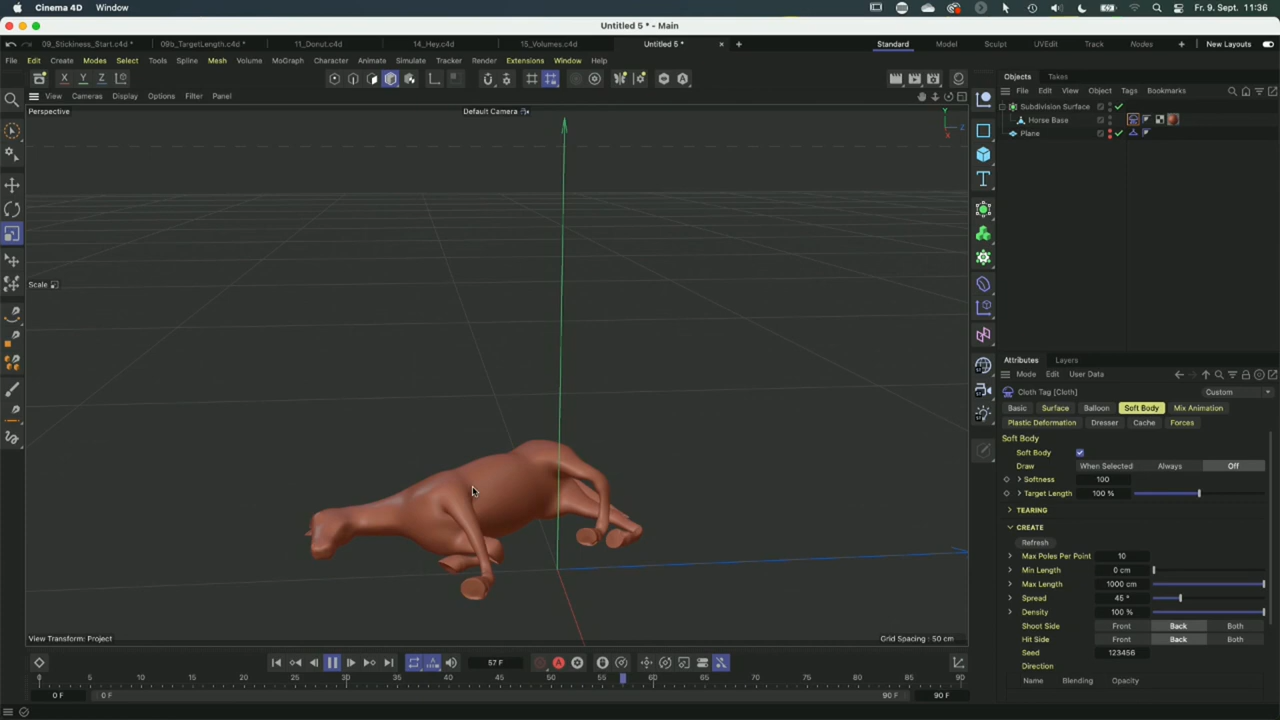 Cinema 4D Window Fr. 9. Sept. 11:36
Untitled 5 * - Main
09_Stickiness_Start.c4d * 09b_TargetLength.c4d * 11_Donut.c4d 14_Hey.c4d 15_Volumes.c4d Untitled 5 * Standard Model Sculpt UVEdit Track Nodes New Layouts
File Edit Create Modes Select Tools Spline Mesh Volume MoGraph Character Animate Simulate Tracker Render Extensions Window Help
X Y Z
Objects Takes
View Cameras Display Options Filter Panel
File Edit View Object Tags Bookmarks
Perspective
Default Camera
Y
Z
X
Subdivision Surface
Horse Base
Plane
Scale
Attributes Layers
Mode Edit User Data
Cloth Tag [Cloth] Custom
Basic Surface Balloon Soft Body Mix Animation
Plastic Deformation Dresser Cache Forces
Soft Body
Soft Body
Draw When Selected Always Off
Softness 100
Target Length 100 %
TEARING
CREATE
Refresh
Max Poles Per Point 10
Min Length 0 cm
Max Length 1000 cm
Spread 45 °
Density 100 %
Shoot Side Front Back Both
Hit Side Front Back Both
Seed 123456
Direction
Name Blending Opacity
View Transform: Project
Grid Spacing : 50 cm
57 F
0 5 10 15 20 25 30 35 40 45 50 55 60 65 70 75 80 85 90
0 F 0 F 90 F 90 F